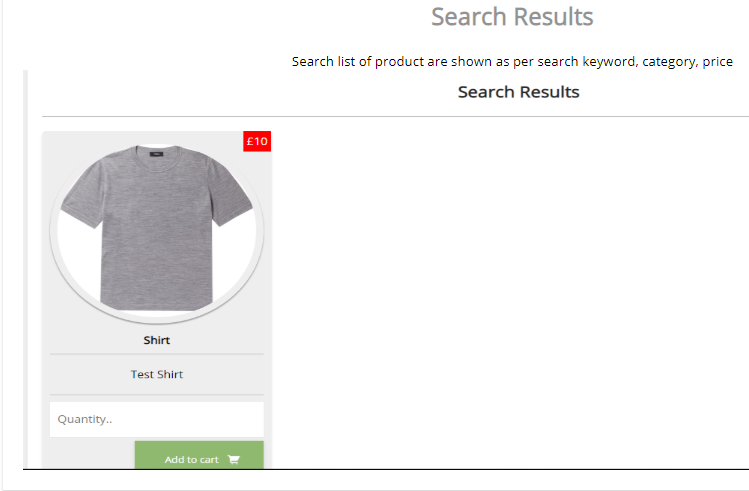 Search Results
Search list of product are shown as per search keyword, category, price
Search Results
£10
Shirt
Test Shirt
Quantity..
Add to cart